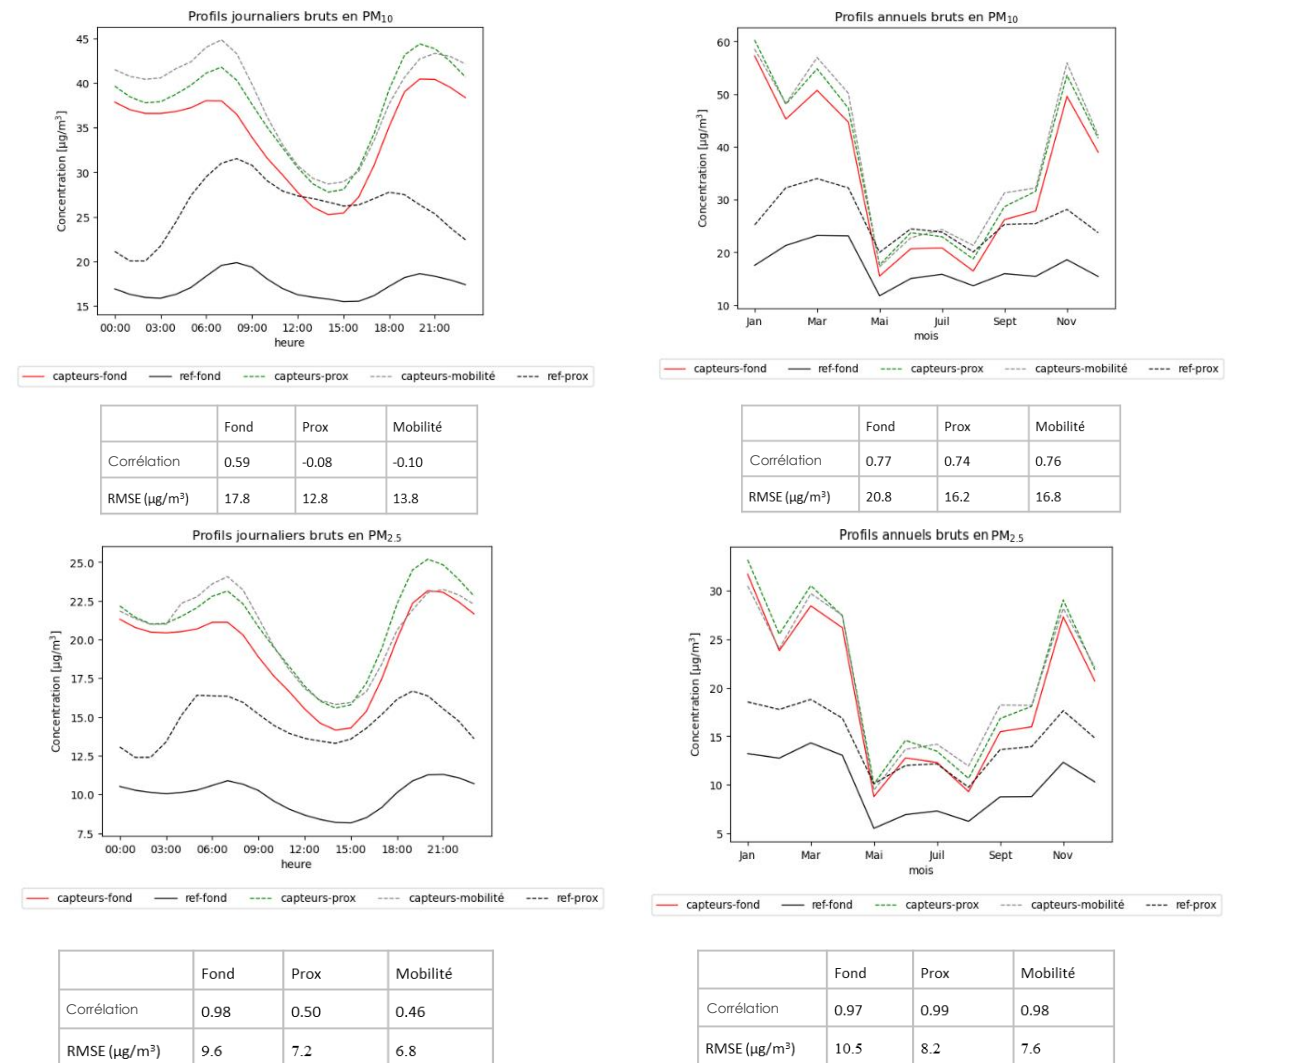 Profils journaliers bruts en PM10
Concentration [µg/m³]
45
40
35
30
25
20
15
00:00 03:00 06:00 09:00 12:00 15:00 18:00 21:00
heure
capteurs-fond ref-fond capteurs-prox capteurs-mobilité ref-prox
Fond Prox Mobilité
Corrélation 0.59 -0.08 -0.10
RMSE (µg/m³) 17.8 12.8 13.8
Profils annuels bruts en PM10
Concentration [µg/m³]
60
50
40
30
20
10
Jan Mar Mai Juil Sept Nov
mois
capteurs-fond ref-fond capteurs-prox capteurs-mobilité ref-prox
Fond Prox Mobilité
Corrélation 0.77 0.74 0.76
RMSE (µg/m³) 20.8 16.2 16.8
Profils journaliers bruts en PM2.5
Concentration [µg/m³]
25.0
22.5
20.0
17.5
15.0
12.5
10.0
7.5
00:00 03:00 06:00 09:00 12:00 15:00 18:00 21:00
heure
capteurs-fond ref-fond capteurs-prox capteurs-mobilité ref-prox
Fond Prox Mobilité
Corrélation 0.98 0.50 0.46
RMSE (µg/m³) 9.6 7.2 6.8
Profils annuels bruts en PM2.5
Concentration [µg/m³]
30
25
20
15
10
5
Jan Mar Mai Juil Sept Nov
mois
capteurs-fond ref-fond capteurs-prox capteurs-mobilité ref-prox
Fond Prox Mobilité
Corrélation 0.97 0.99 0.98
RMSE (µg/m³) 10.5 8.2 7.6